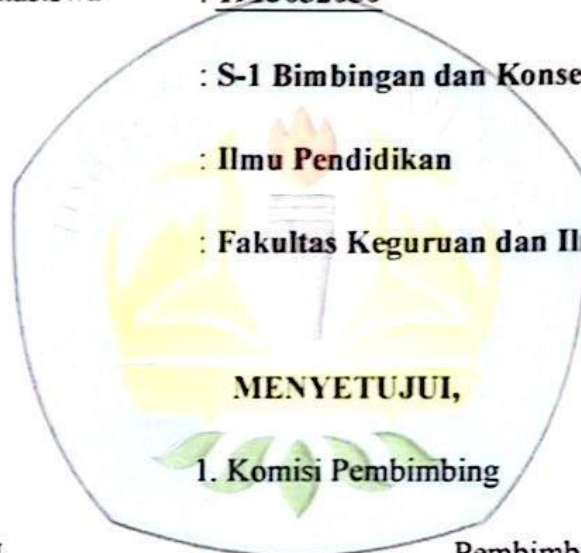 : S-1 Bimbingan dan Konse
: Ilmu Pendidikan
: Fakultas Keguruan dan Il
MENYETUJUI,
1. Komisi Pembimbing
Pembimb